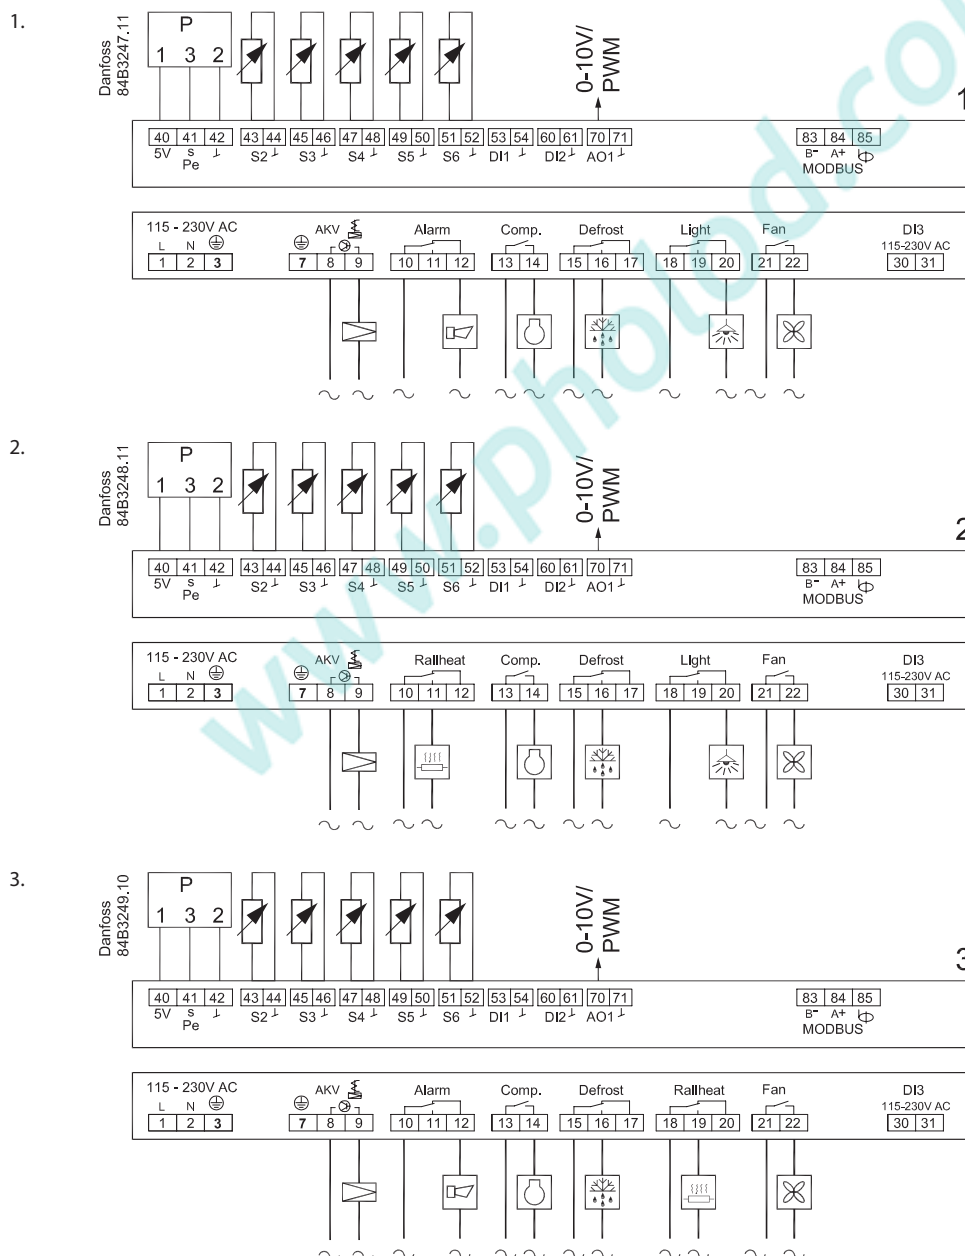 1.
Danfoss
84B3247.11
P
1 3 2
0-10V/
PWM
1
40 41 42 43 44 45 46 47 48 49 50 51 52 53 54 60 61 70 71 83 84 85
5V s Pe ⊥ S2 ⊥ S3 ⊥ S4 ⊥ S5 ⊥ S6 ⊥ DI1 ⊥ DI2 ⊥ AO1 ⊥ B- A+
MODBUS
115 - 230V AC AKV Alarm Comp. Defrost Light Fan DI3
L N 115-230V AC
1 2 3 7 8 9 10 11 12 13 14 15 16 17 18 19 20 21 22 30 31
2.
Danfoss
84B3248.11
P
1 3 2
0-10V/
PWM
2
40 41 42 43 44 45 46 47 48 49 50 51 52 53 54 60 61 70 71 83 84 85
5V s Pe ⊥ S2 ⊥ S3 ⊥ S4 ⊥ S5 ⊥ S6 ⊥ DI1 ⊥ DI2 ⊥ AO1 ⊥ B- A+
MODBUS
115 - 230V AC AKV Railheat Comp. Defrost Light Fan DI3
L N 115-230V AC
1 2 3 7 8 9 10 11 12 13 14 15 16 17 18 19 20 21 22 30 31
3.
Danfoss
84B3249.10
P
1 3 2
0-10V/
PWM
3
40 41 42 43 44 45 46 47 48 49 50 51 52 53 54 60 61 70 71 83 84 85
5V s Pe ⊥ S2 ⊥ S3 ⊥ S4 ⊥ S5 ⊥ S6 ⊥ DI1 ⊥ DI2 ⊥ AO1 ⊥ B- A+
MODBUS
115 - 230V AC AKV Alarm Comp. Defrost Railheat Fan DI3
L N 115-230V AC
1 2 3 7 8 9 10 11 12 13 14 15 16 17 18 19 20 21 22 30 31
www.pholod.co